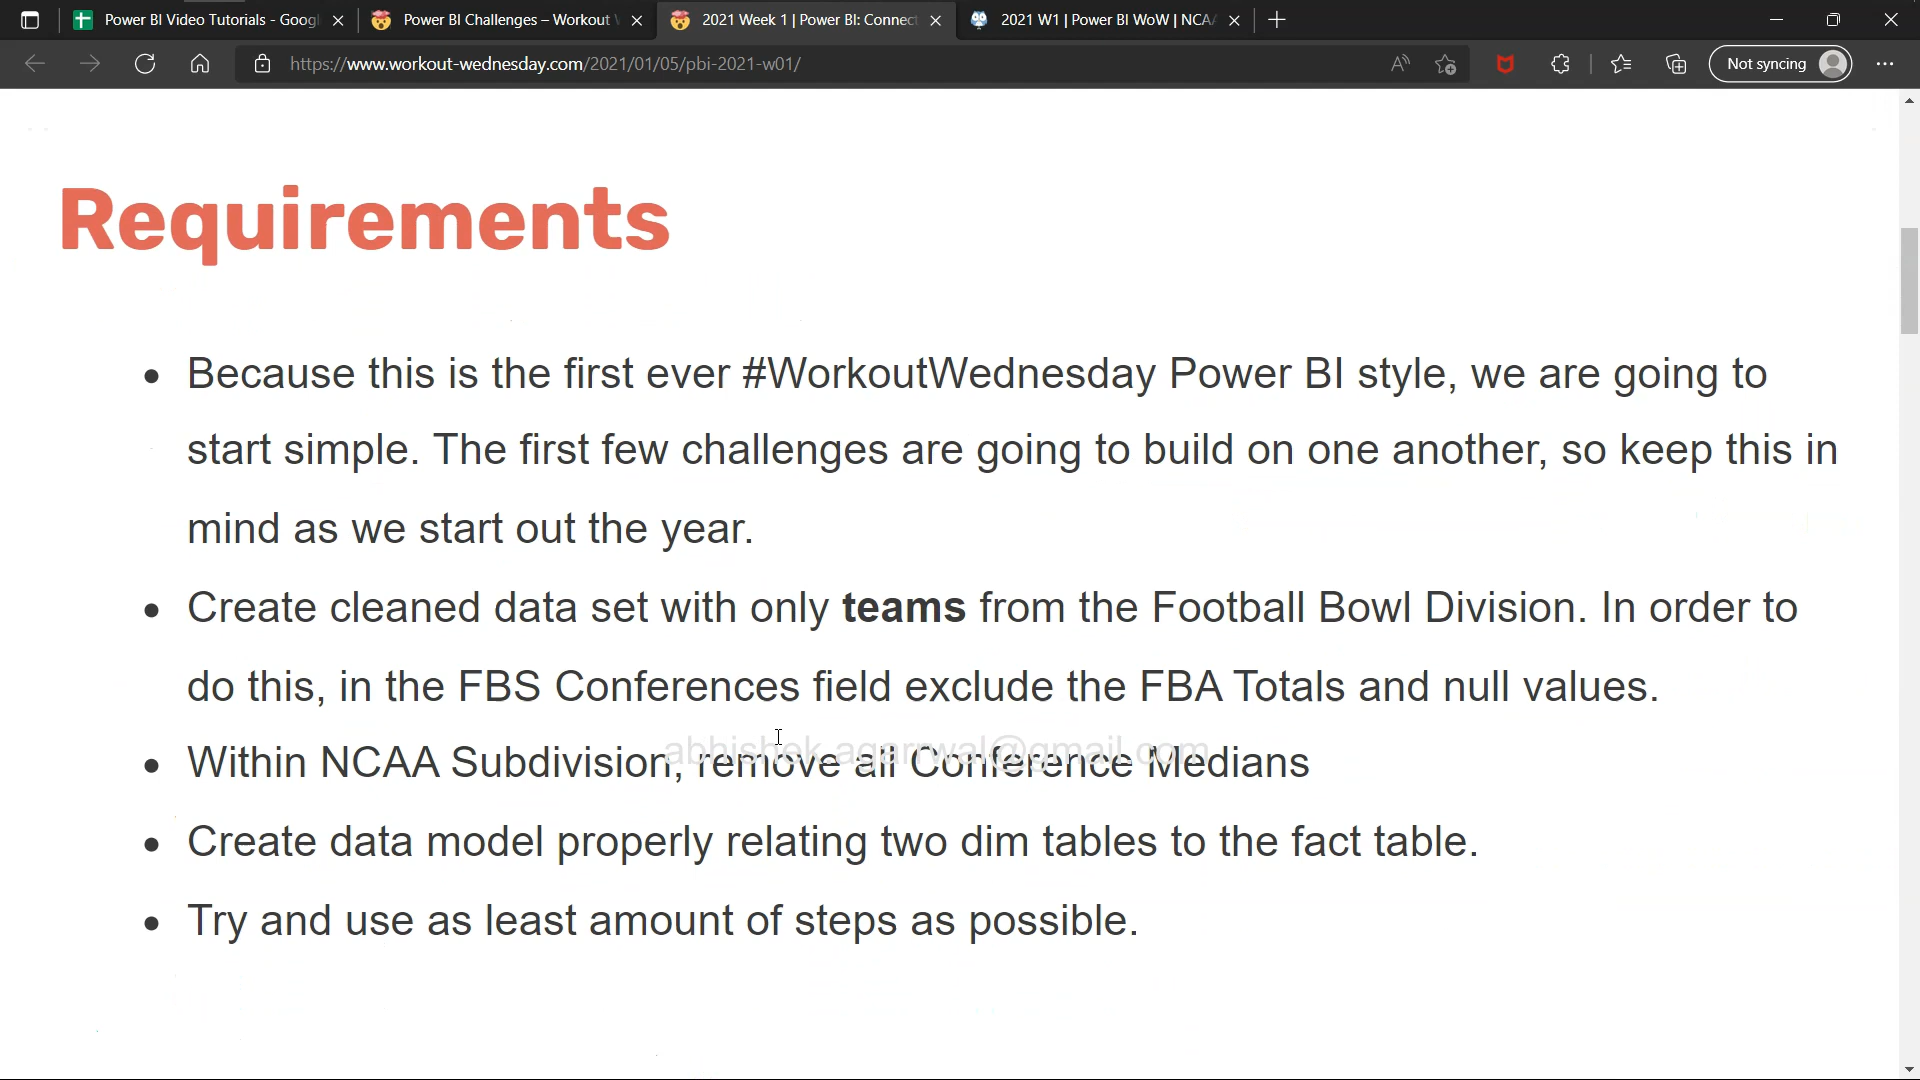 Power BI Video Tutorials - Googl
Power BI Challenges – Workout
2021 Week 1 | Power BI: Connect
2021 W1 | Power BI WoW | NCA
https://www.workout-wednesday.com/2021/01/05/pbi-2021-w01/
Not syncing
Requirements
• Because this is the first ever #WorkoutWednesday Power BI style, we are going to
start simple. The first few challenges are going to build on one another, so keep this in
mind as we start out the year.
• Create cleaned data set with only teams from the Football Bowl Division. In order to
do this, in the FBS Conferences field exclude the FBA Totals and null values.
• Within NCAA Subdivision, remove all Conference Medians
abhishek.agarrwal@gmail.com
• Create data model properly relating two dim tables to the fact table.
• Try and use as least amount of steps as possible.